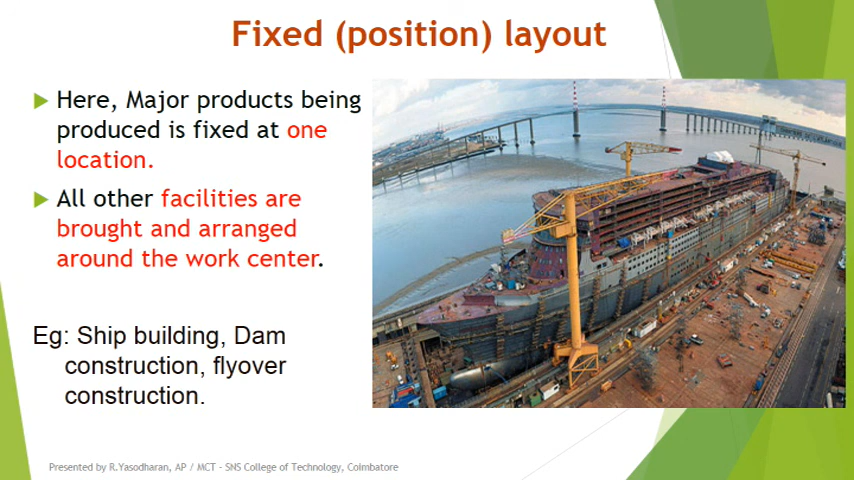 Fixed (position) layout
Here, Major products being
produced is fixed at one
location.
All other facilities are
brought and arranged
around the work center.
Eg: Ship building, Dam
construction, flyover
construction.
Presented by R.Yasodharan, AP / MCT - SNS College of Technology, Coimbatore